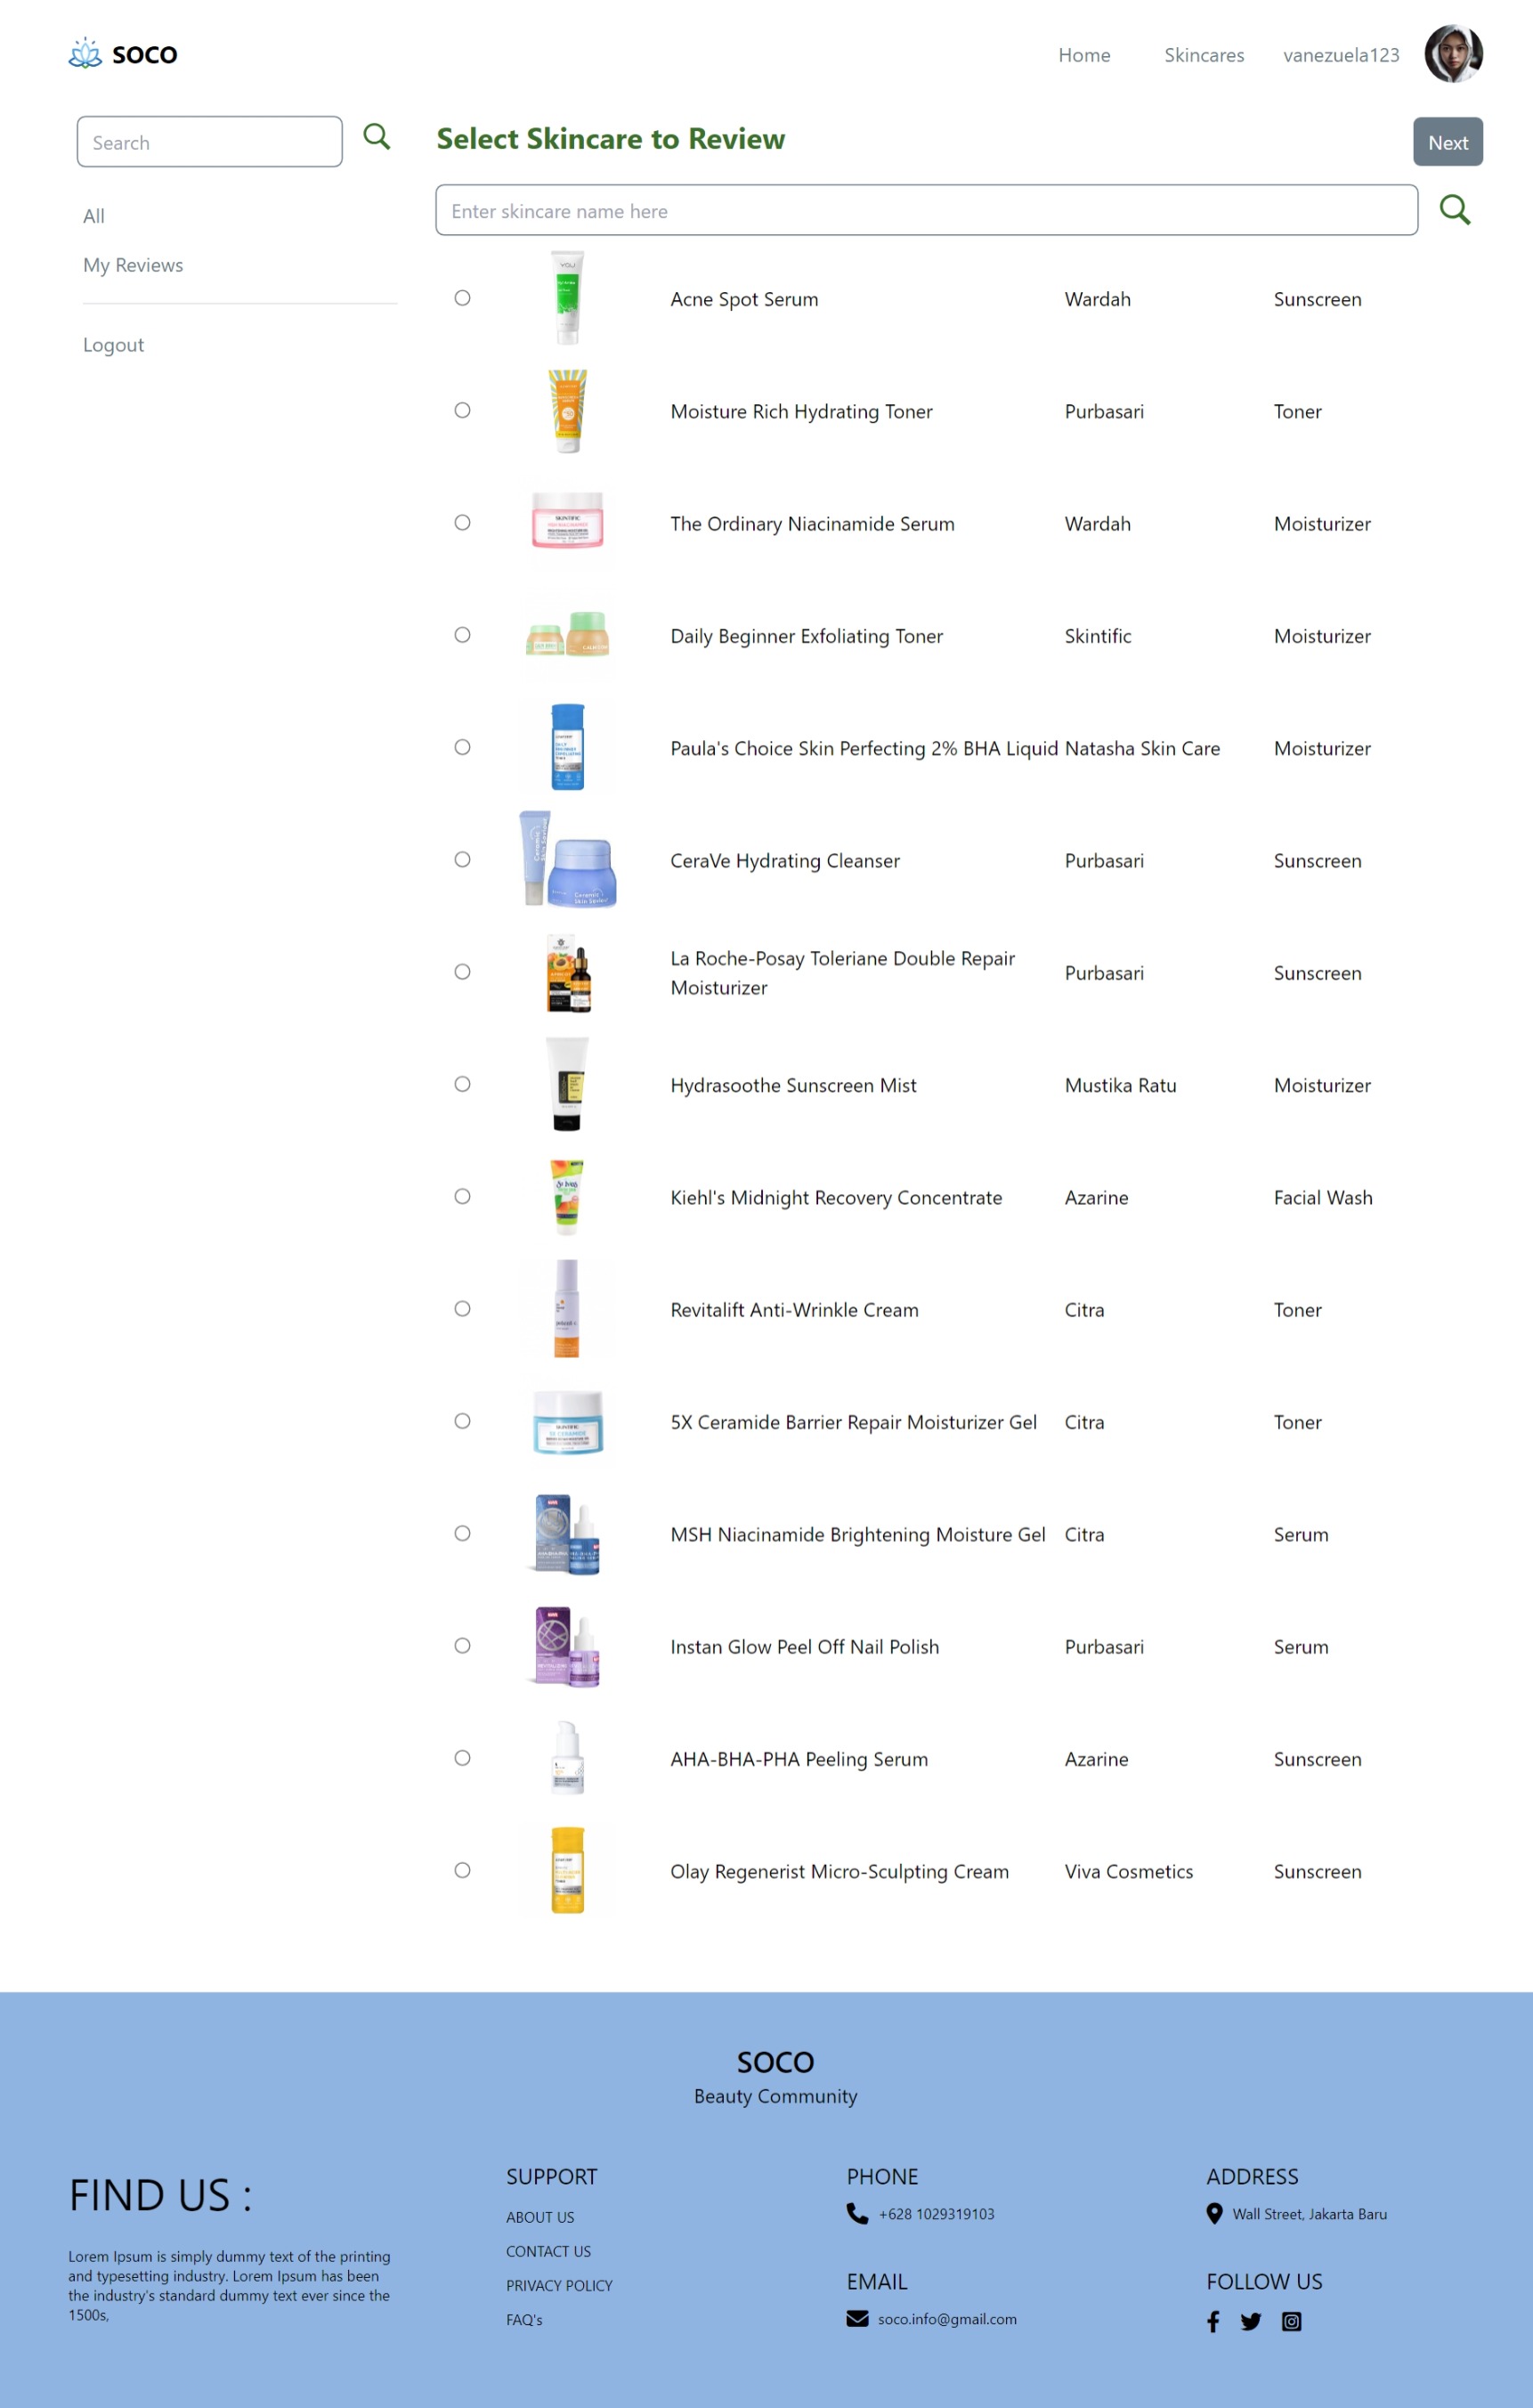 SOCO
Home
Skincares
vanezuela123
Search
All
My Reviews
Logout
Select Skincare to Review
Next
Enter skincare name here
Acne Spot Serum
Wardah
Sunscreen
Moisture Rich Hydrating Toner
Purbasari
Toner
SKINTIFIC
The Ordinary Niacinamide Serum
Wardah
Moisturizer
Daily Beginner Exfoliating Toner
Skintific
Moisturizer
Paula's Choice Skin Perfecting 2% BHA Liquid
Natasha Skin Care
Moisturizer
Ceramic
Skin Savior
CeraVe Hydrating Cleanser
Purbasari
Sunscreen
La Roche-Posay Toleriane Double Repair
Moisturizer
Purbasari
Sunscreen
Hydrasoothe Sunscreen Mist
Mustika Ratu
Moisturizer
St Ives
Kiehl's Midnight Recovery Concentrate
Azarine
Facial Wash
Revitalift Anti-Wrinkle Cream
Citra
Toner
SKINTIFIC
5X CERAMIDE
5X Ceramide Barrier Repair Moisturizer Gel
Citra
Toner
MSH Niacinamide Brightening Moisture Gel
Citra
Serum
Instan Glow Peel Off Nail Polish
Purbasari
Serum
AHA-BHA-PHA Peeling Serum
Azarine
Sunscreen
Olay Regenerist Micro-Sculpting Cream
Viva Cosmetics
Sunscreen
SOCO
Beauty Community
FIND US :
Lorem Ipsum is simply dummy text of the printing
and typesetting industry. Lorem Ipsum has been
the industry's standard dummy text ever since the
1500s,
SUPPORT
ABOUT US
CONTACT US
PRIVACY POLICY
FAQ's
PHONE
+628 1029319103
EMAIL
soco.info@gmail.com
ADDRESS
Wall Street, Jakarta Baru
FOLLOW US